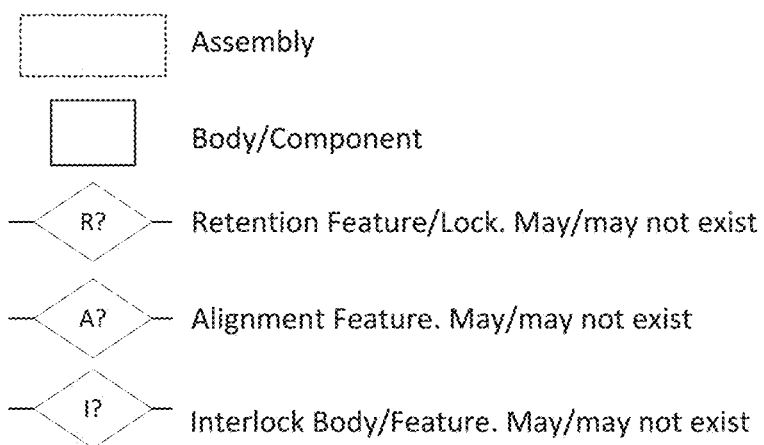 Assembly
Body/Component
R? Retention Feature/Lock. May/may not exist
A? Alignment Feature. May/may not exist
I? Interlock Body/Feature. May/may not exist